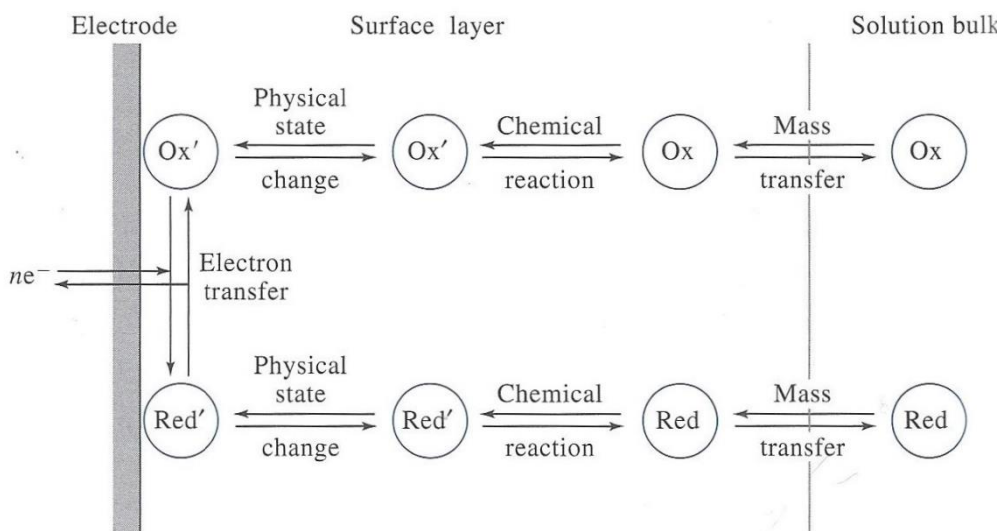 Electrode
Surface layer
Solution bulk
Physical
state
change
Chemical
reaction
Mass
transfer
Ox′
Ox′
Ox
Ox
ne⁻
Electron
transfer
Physical
state
change
Chemical
reaction
Mass
transfer
Red′
Red′
Red
Red